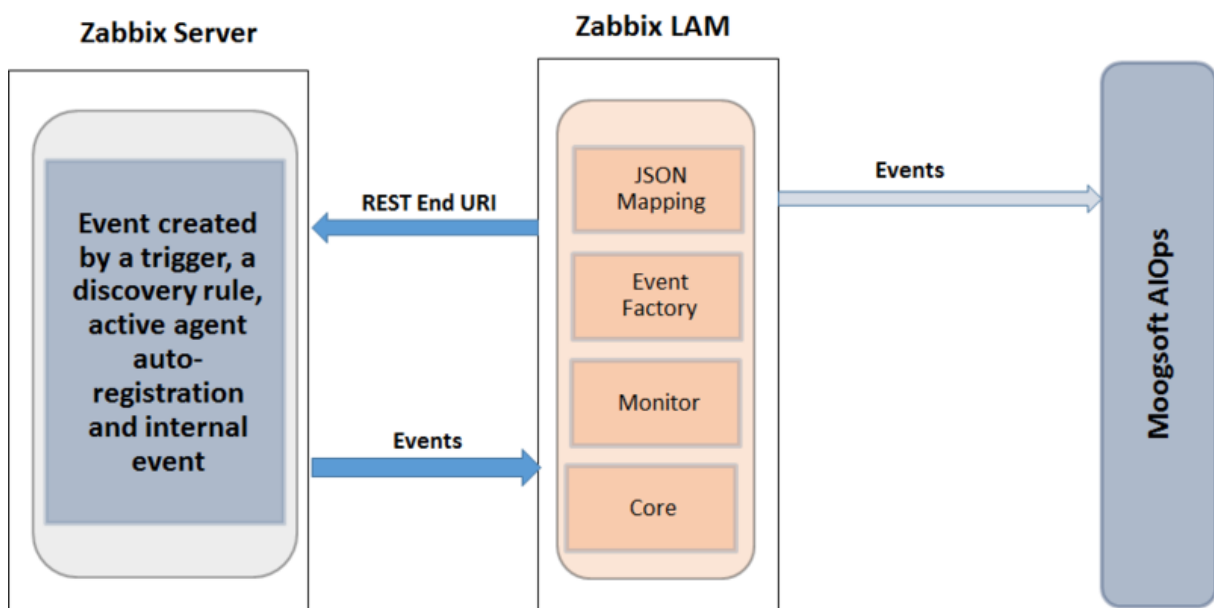 Zabbix Server
Zabbix LAM
Event created
by a trigger, a
discovery rule,
active agent
auto-
registration
and internal
event
REST End URI
Events
JSON
Mapping
Event
Factory
Monitor
Core
Events
Moogsoft AIOps